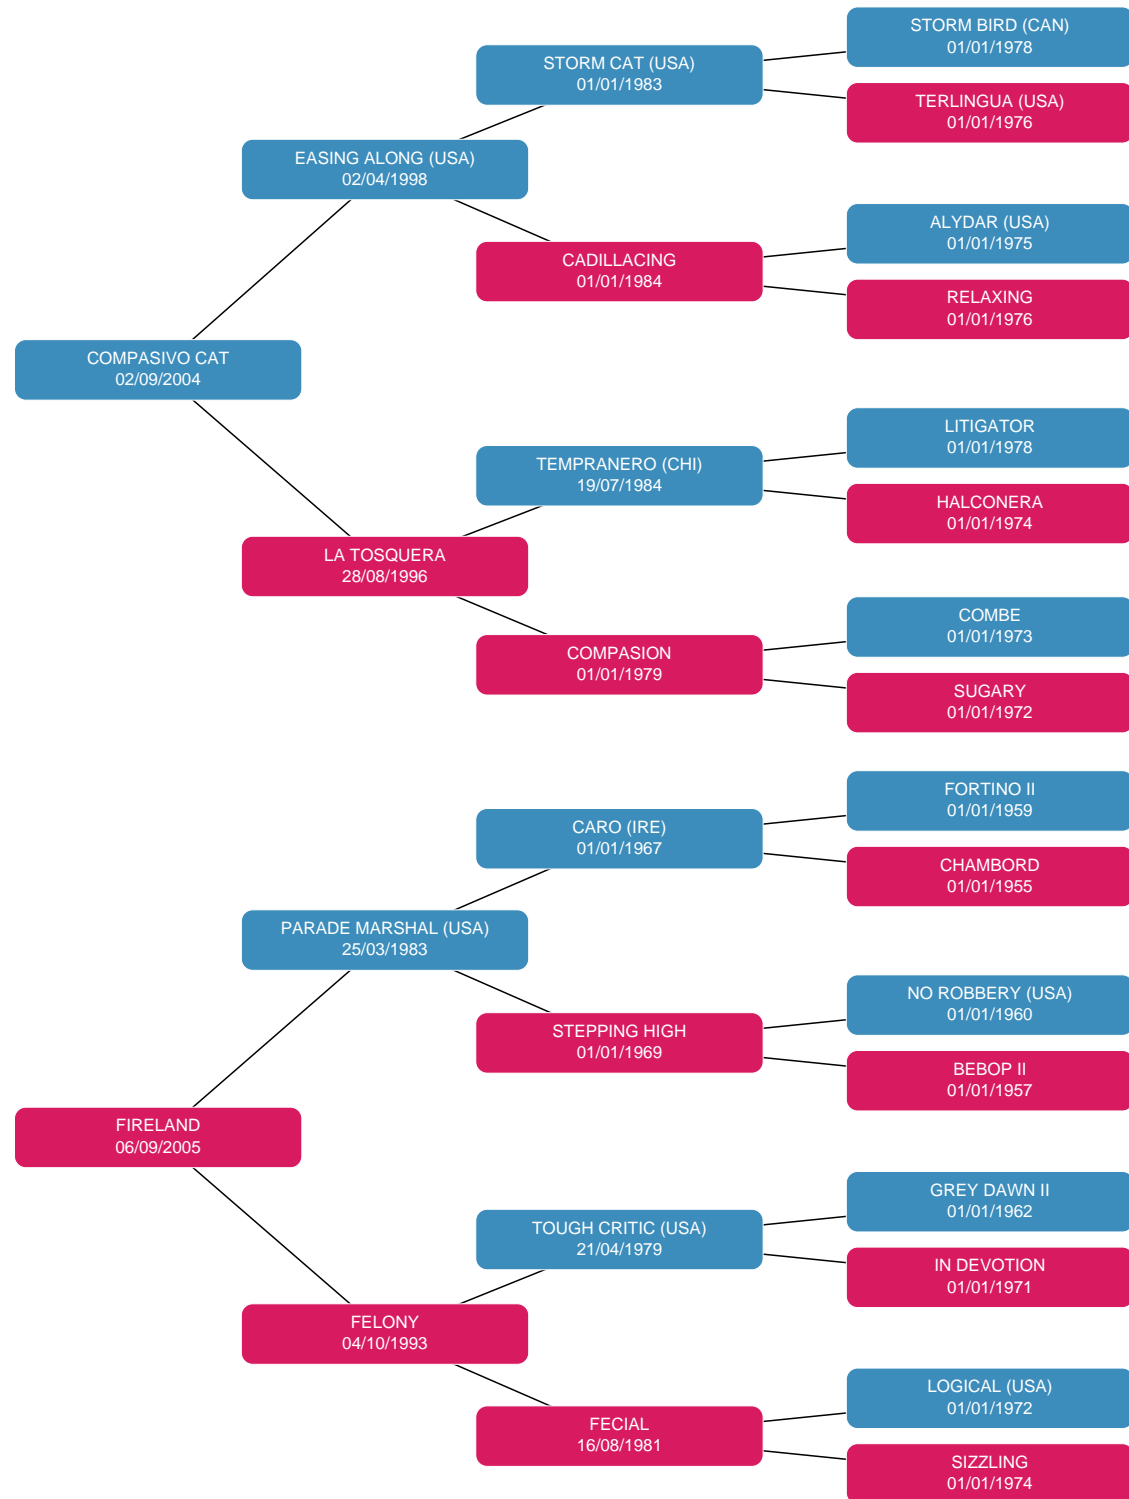 STORM BIRD (CAN)
01/01/1978
STORM CAT (USA)
01/01/1983
TERLINGUA (USA)
01/01/1976
EASING ALONG (USA)
02/04/1998
ALYDAR (USA)
01/01/1975
CADILLACING
01/01/1984
RELAXING
01/01/1976
COMPASIVO CAT
02/09/2004
LITIGATOR
01/01/1978
TEMPRANERO (CHI)
19/07/1984
HALCONERA
01/01/1974
LA TOSQUERA
28/08/1996
COMBE
01/01/1973
COMPASION
01/01/1979
SUGARY
01/01/1972
FORTINO II
01/01/1959
CARO (IRE)
01/01/1967
CHAMBORD
01/01/1955
PARADE MARSHAL (USA)
25/03/1983
NO ROBBERY (USA)
01/01/1960
STEPPING HIGH
01/01/1969
BEBOP II
01/01/1957
FIRELAND
06/09/2005
GREY DAWN II
01/01/1962
TOUGH CRITIC (USA)
21/04/1979
IN DEVOTION
01/01/1971
FELONY
04/10/1993
LOGICAL (USA)
01/01/1972
FECIAL
16/08/1981
SIZZLING
01/01/1974